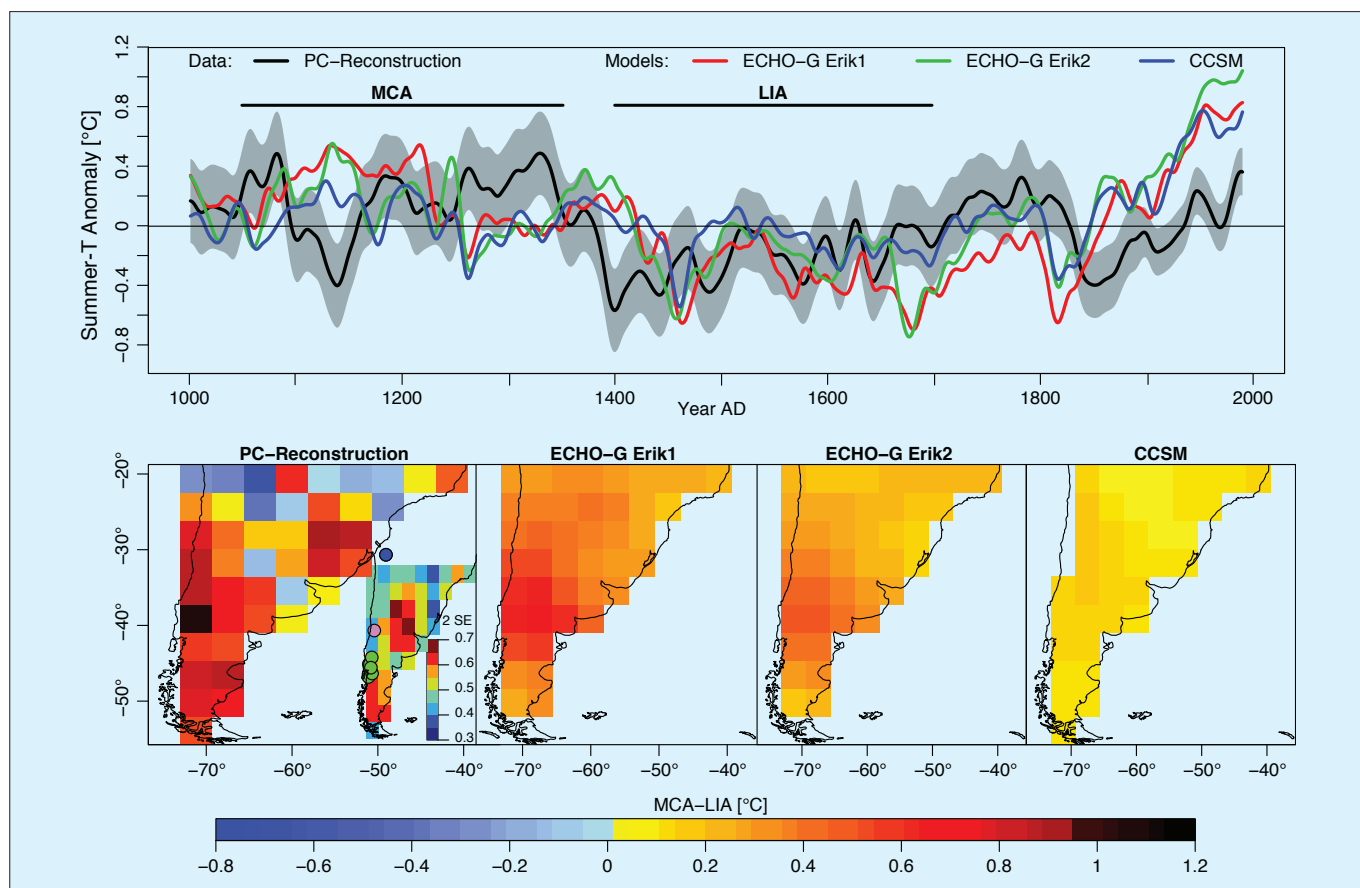 Data: PC−Reconstruction Models: ECHO−G Erik1 ECHO−G Erik2 CCSM
MCA LIA
Summer-T Anomaly [°C]
1.2
0.8
0.4
0
−0.4
−0.8
1000 1200 1400 1600 1800 2000
Year AD
PC−Reconstruction ECHO−G Erik1 ECHO−G Erik2 CCSM
−20°
−30°
−40°
−50°
2 SE
0.7
0.6
0.5
0.4
0.3
−70° −60° −50° −40° −70° −60° −50° −40° −70° −60° −50° −40° −70° −60° −50° −40°
MCA−LIA [°C]
−0.8 −0.6 −0.4 −0.2 0 0.2 0.4 0.6 0.8 1 1.2